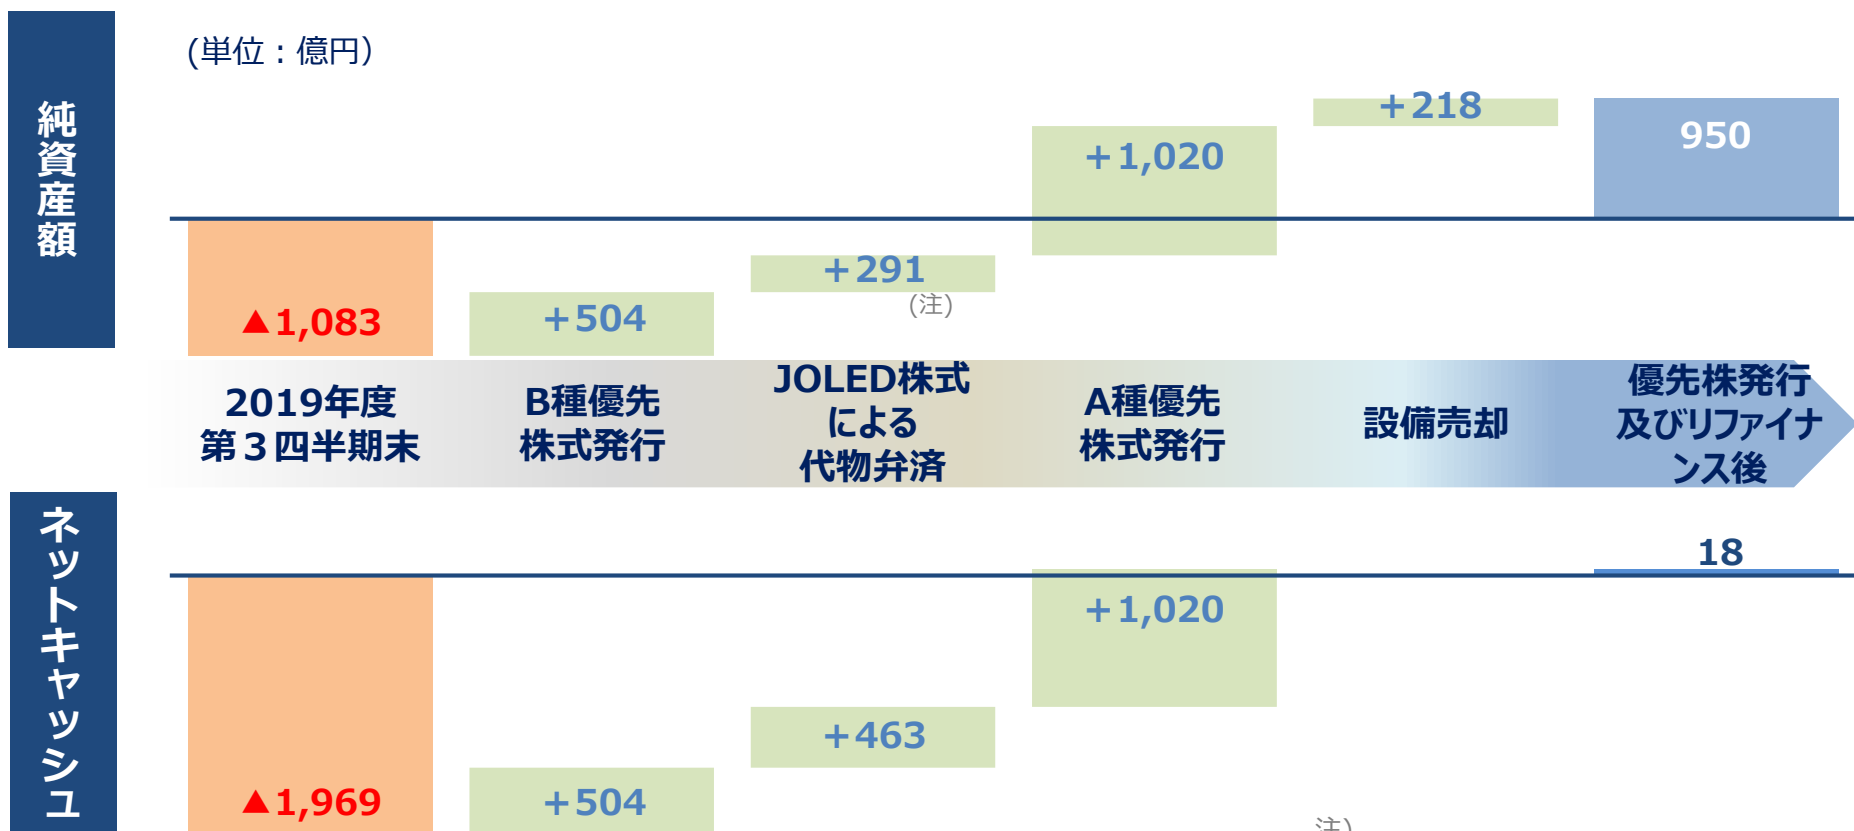 純資産額
(単位：億円)
▲1,083
+504
+291
(注)
+1,020
+218
950
2019年度
第３四半期末
B種優先
株式発行
JOLED株式
による
代物弁済
A種優先
株式発行
設備売却
優先株発行
及びリファイナ
ンス後
ネットキャッシュ
▲1,969
+504
+463
+1,020
18
注)